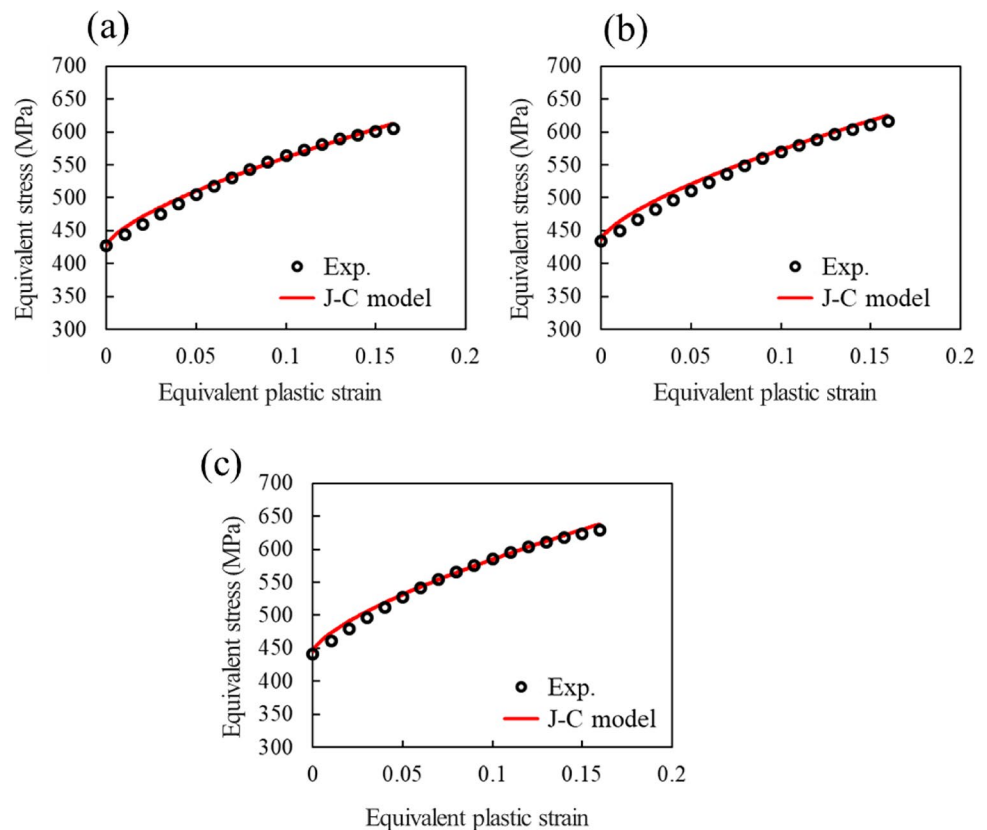 (a)
700
650
600
550
500
450
400
350
300
Equivalent stress (MPa)
Exp.
J-C model
0 0.05 0.1 0.15 0.2
Equivalent plastic strain
(b)
700
650
600
550
500
450
400
350
300
Equivalent stress (MPa)
Exp.
J-C model
0 0.05 0.1 0.15 0.2
Equivalent plastic strain
(c)
700
650
600
550
500
450
400
350
300
Equivalent stress (MPa)
Exp.
J-C model
0 0.05 0.1 0.15 0.2
Equivalent plastic strain